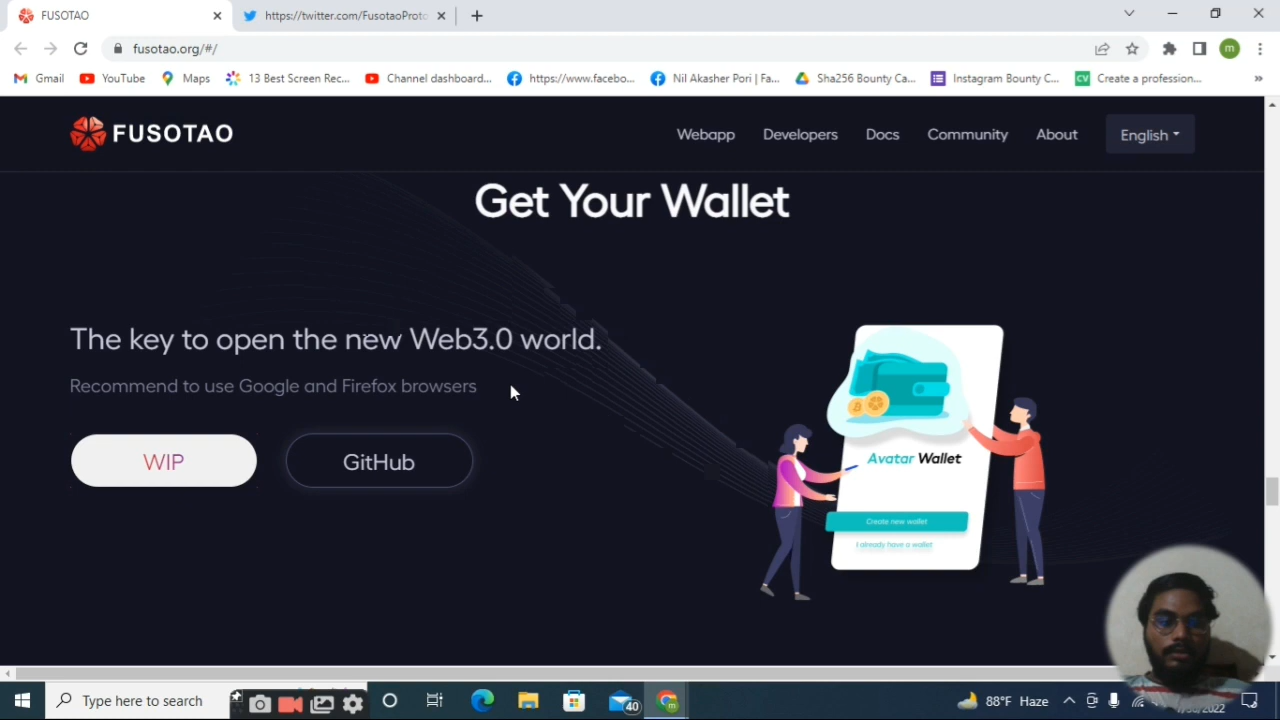 FUSOTAO
https://twitter.com/FusotaoProto
fusotao.org/#/
m
Gmail
YouTube
Maps
13 Best Screen Rec...
Channel dashboard...
https://www.facebo...
Nil Akasher Pori | Fa...
Sha256 Bounty Ca...
Instagram Bounty C...
CV
Create a profession...
»
FUSOTAO
Webapp
Developers
Docs
Community
About
English
Get Your Wallet
The key to open the new Web3.0 world.
Recommend to use Google and Firefox browsers
WIP
GitHub
Avatar Wallet
Create new wallet
I already have a wallet
Type here to search
40
88°F Haze